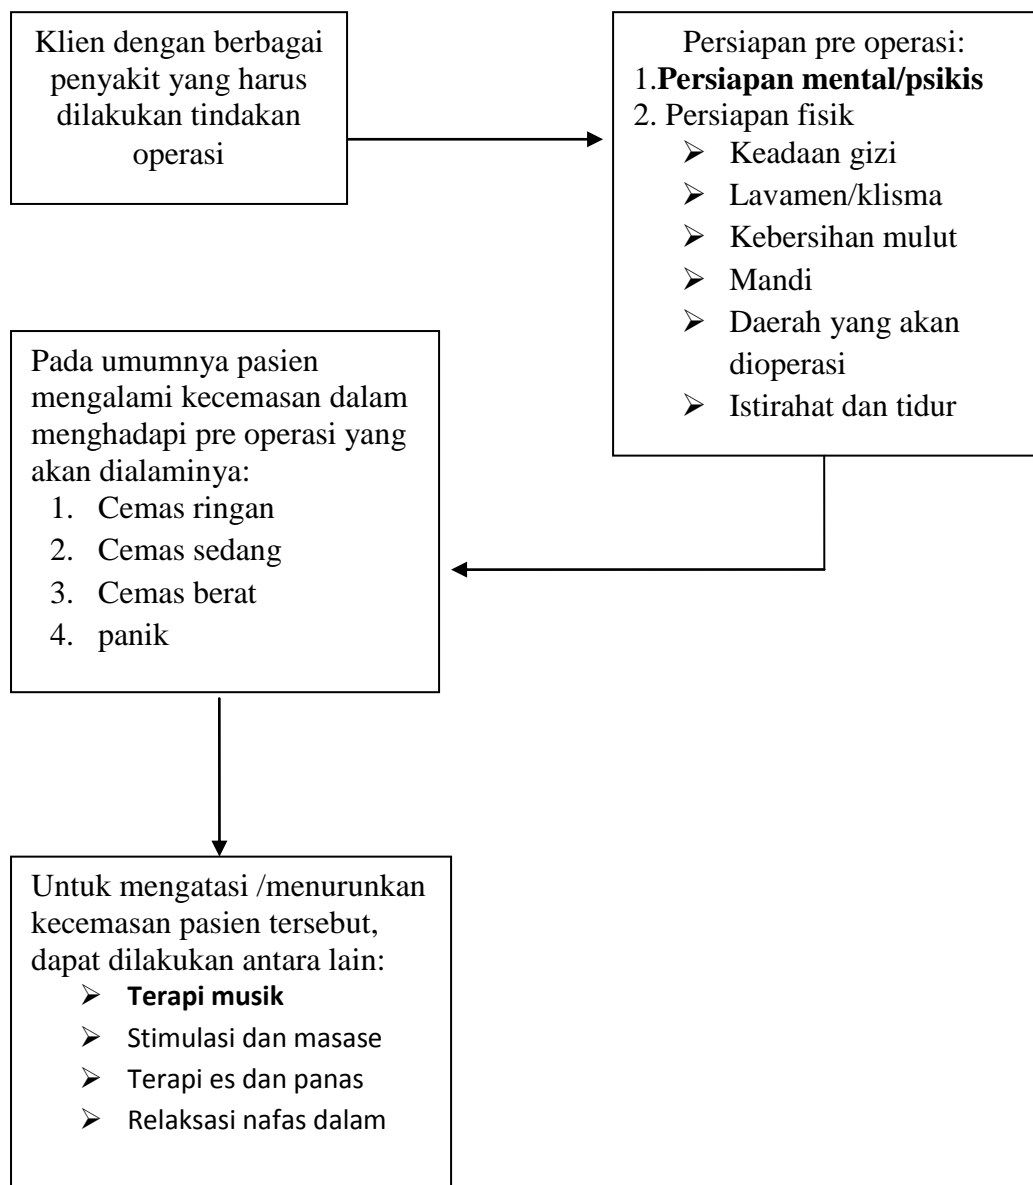 Klien dengan berbagai
penyakit yang harus
dilakukan tindakan
operasi
Persiapan pre operasi:
1.Persiapan mental/psikis
2. Persiapan fisik
➢ Keadaan gizi
➢ Lavamen/klisma
➢ Kebersihan mulut
➢ Mandi
➢ Daerah yang akan
dioperasi
➢ Istirahat dan tidur
Pada umumnya pasien
mengalami kecemasan dalam
menghadapi pre operasi yang
akan dialaminya:
1. Cemas ringan
2. Cemas sedang
3. Cemas berat
4. panik
Untuk mengatasi /menurunkan
kecemasan pasien tersebut,
dapat dilakukan antara lain:
➢ Terapi musik
➢ Stimulasi dan masase
➢ Terapi es dan panas
➢ Relaksasi nafas dalam